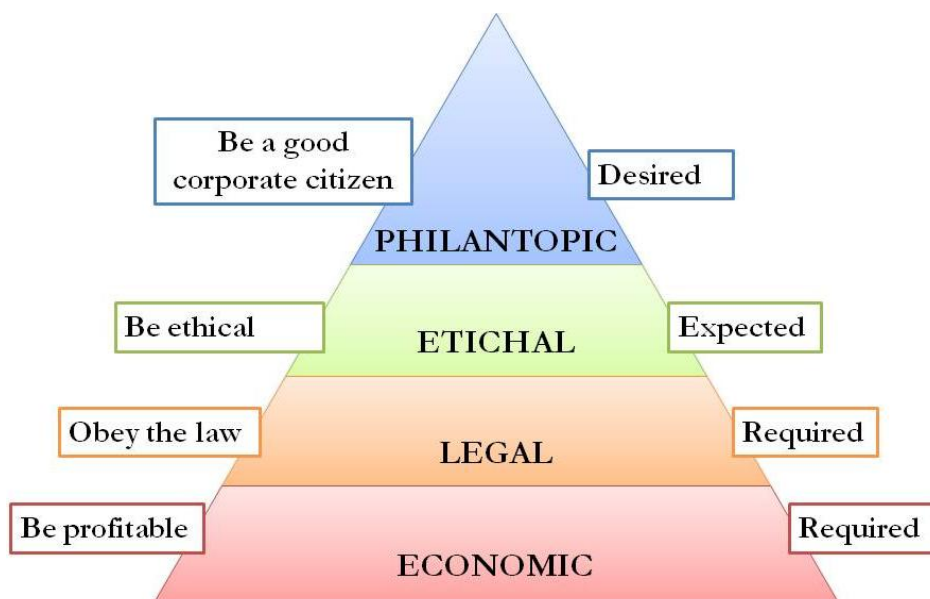 Be a good
corporate citizen
Desired
PHILANTOPIC
Be ethical
Expected
ETICHAL
Obey the law
Required
LEGAL
Be profitable
Required
ECONOMIC